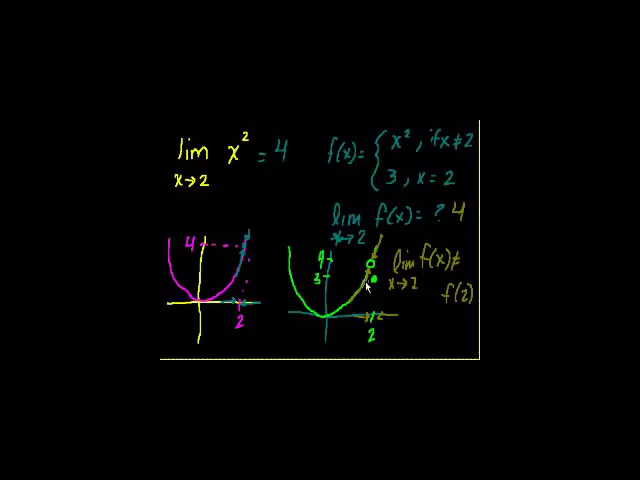 lim x² = 4
x→2
f(x) = { x², if x ≠ 2
3, x = 2
lim f(x) = ? 4
x→2
4
2
4
3
2
lim f(x) ≠
x→2
f(2)